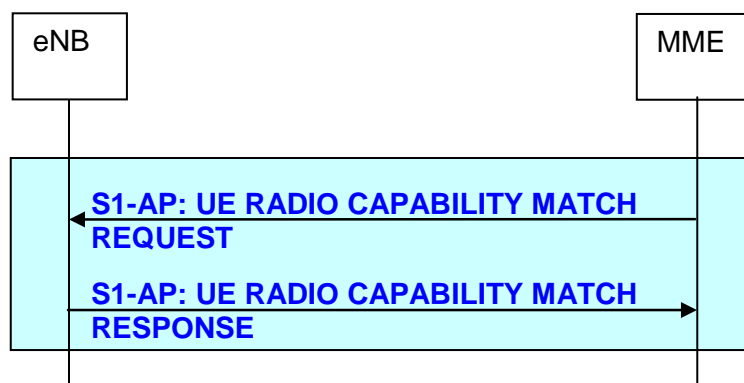 eNB
MME
S1-AP: UE RADIO CAPABILITY MATCH
REQUEST
S1-AP: UE RADIO CAPABILITY MATCH
RESPONSE